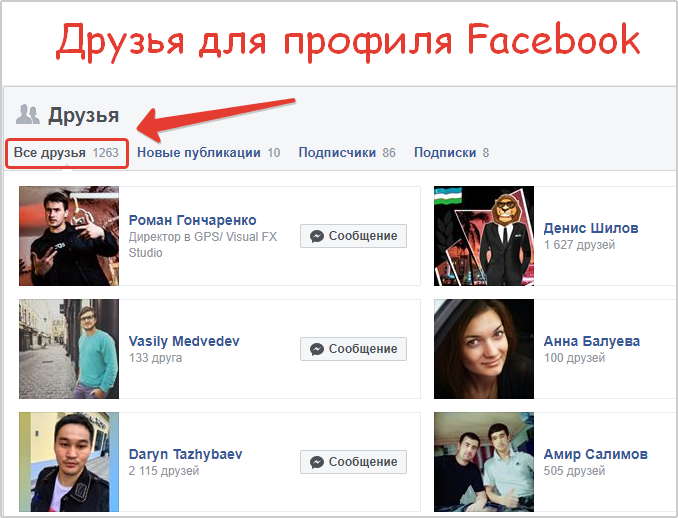 Друзья для профиля Facebook
Друзья
Все друзья 1263 Новые публикации 10 Подписчики 86 Подписки 8
Роман Гончаренко
Директор в GPS/ Visual FX
Studio
Сообщение
Денис Шилов
1 627 друзей
Vasily Medvedev
133 друга
Сообщение
Анна Балуева
100 друзей
Daryn Tazhybaev
2 115 друзей
Сообщение
Амир Салимов
505 друзей